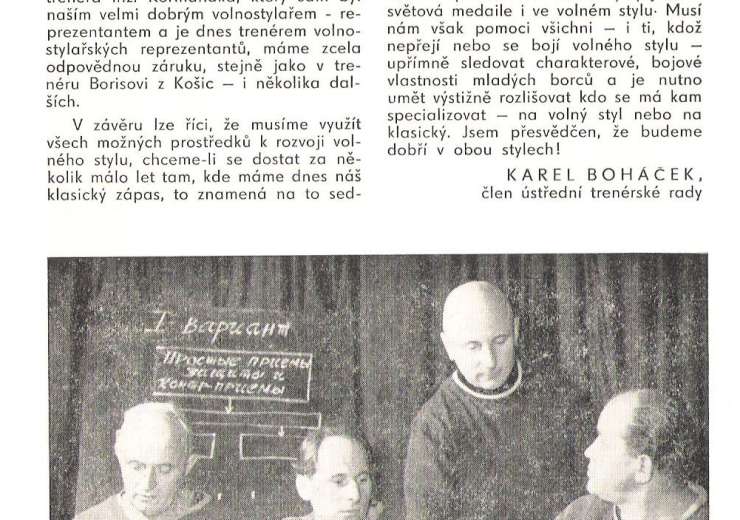 naším velmi dobrým volnostylařem - re-
prezentantem a je dnes trenérem volno-
stylařských reprezentantů, máme zcela
odpovědnou záruku, stejně jako v tre-
néru Borisovi z Košic — i několika dal-
ších.
V závěru lze říci, že musíme využít
všech možných prostředků k rozvoji vol-
ného stylu, chceme-li se dostat za ně-
kolik málo let tam, kde máme dnes náš
klasický zápas, to znamená na to sed-
světová medaile i ve volném stylu· Musí
nám však pomoci všichni — i ti, kdož
nepřejí nebo se bojí volného stylu —
upřímně sledovat charakterové, bojové
vlastnosti mladých borců a je nutno
umět výstižně rozlišovat kdo se má kam
specializovat — na volný styl nebo na
klasický. Jsem přesvědčen, že budeme
dobří v obou stylech!
KAREL BOHÁČEK,
člen ústřední trenérské rady
I вариант
Простые приемы
защиты и
контрприемы